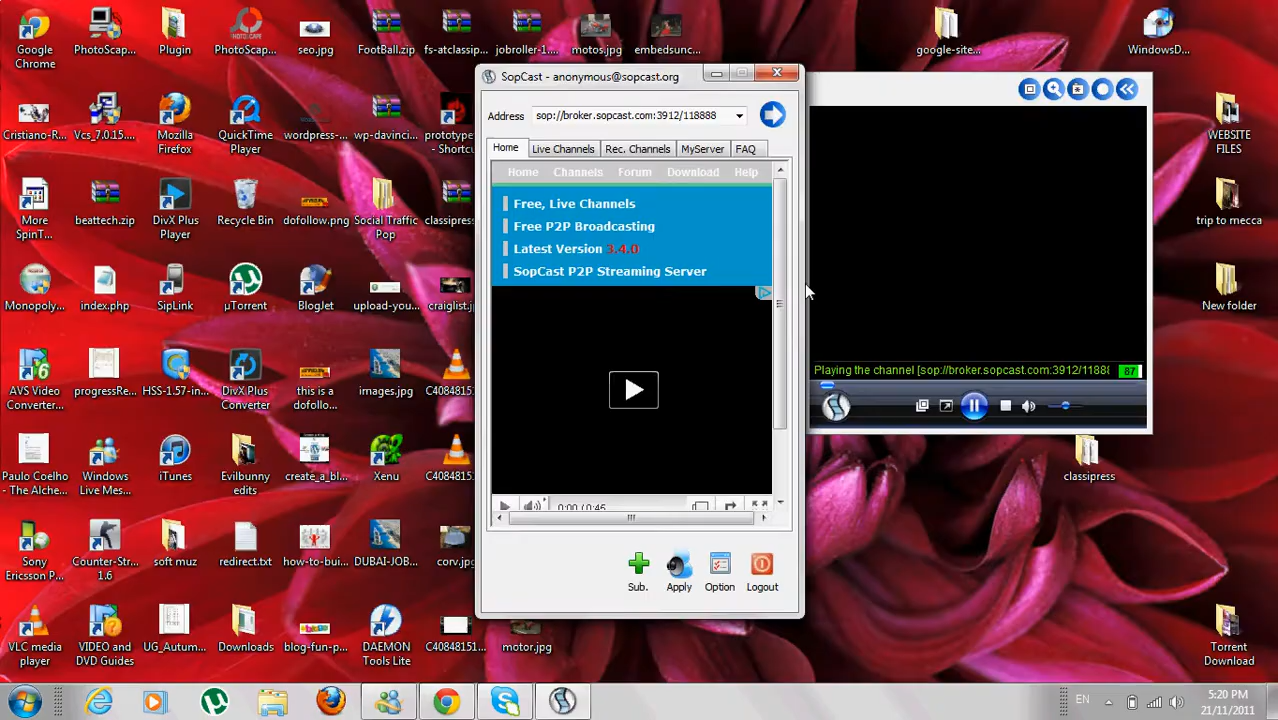 Google Chrome
PhotoScap...
Plugin
PhotoScap...
seo.jpg
FootBall.zip
fs-atclassip...
jobroller-1....
motos.jpg
embedsunc...
google-site...
WindowsD...
Cristiano-R...
Vcs_7.0.15....
Mozilla Firefox
QuickTime Player
wordpress-...
wp-davinci...
prototype - Shortcu
WEBSITE FILES
More SpinT...
beattech.zip
DivX Plus Player
Recycle Bin
dofollow.png
Social Traffic Pop
classipress
trip to mecca
Monopoly...
index.php
SipLink
µTorrent
BlogJet
upload-you...
craiglist.j
New folder
AVS Video Converter...
progressRe...
HSS-1.57-in...
DivX Plus Converter
this is a dofollo...
images.jpg
C40848151
Paulo Coelho - The Alche...
Windows Live Mess...
iTunes
Evilbunny edits
create_a_bl...
Xenu
C40848151
classipress
Sony Ericsson P...
Counter-Str... 1.6
soft muz
redirect.txt
how-to-bui...
DUBAI-JOB...
corv.jpg
VLC media player
VIDEO and DVD Guides
UG_Autum...
Downloads
blog-fun-p...
DAEMON Tools Lite
C40848151...
motor.jpg
Torrent Download
SopCast - anonymous@sopcast.org
Address
sop://broker.sopcast.com:3912/118888
Home
Live Channels
Rec. Channels
MyServer
FAQ
Home Channels Forum Download Help
Free, Live Channels
Free P2P Broadcasting
Latest Version 3.4.0
SopCast P2P Streaming Server
0:00 / 0:45
Sub.
Apply
Option
Logout
Playing the channel [sop://broker.sopcast.com:3912/1188
87
EN
5:20 PM
21/11/2011